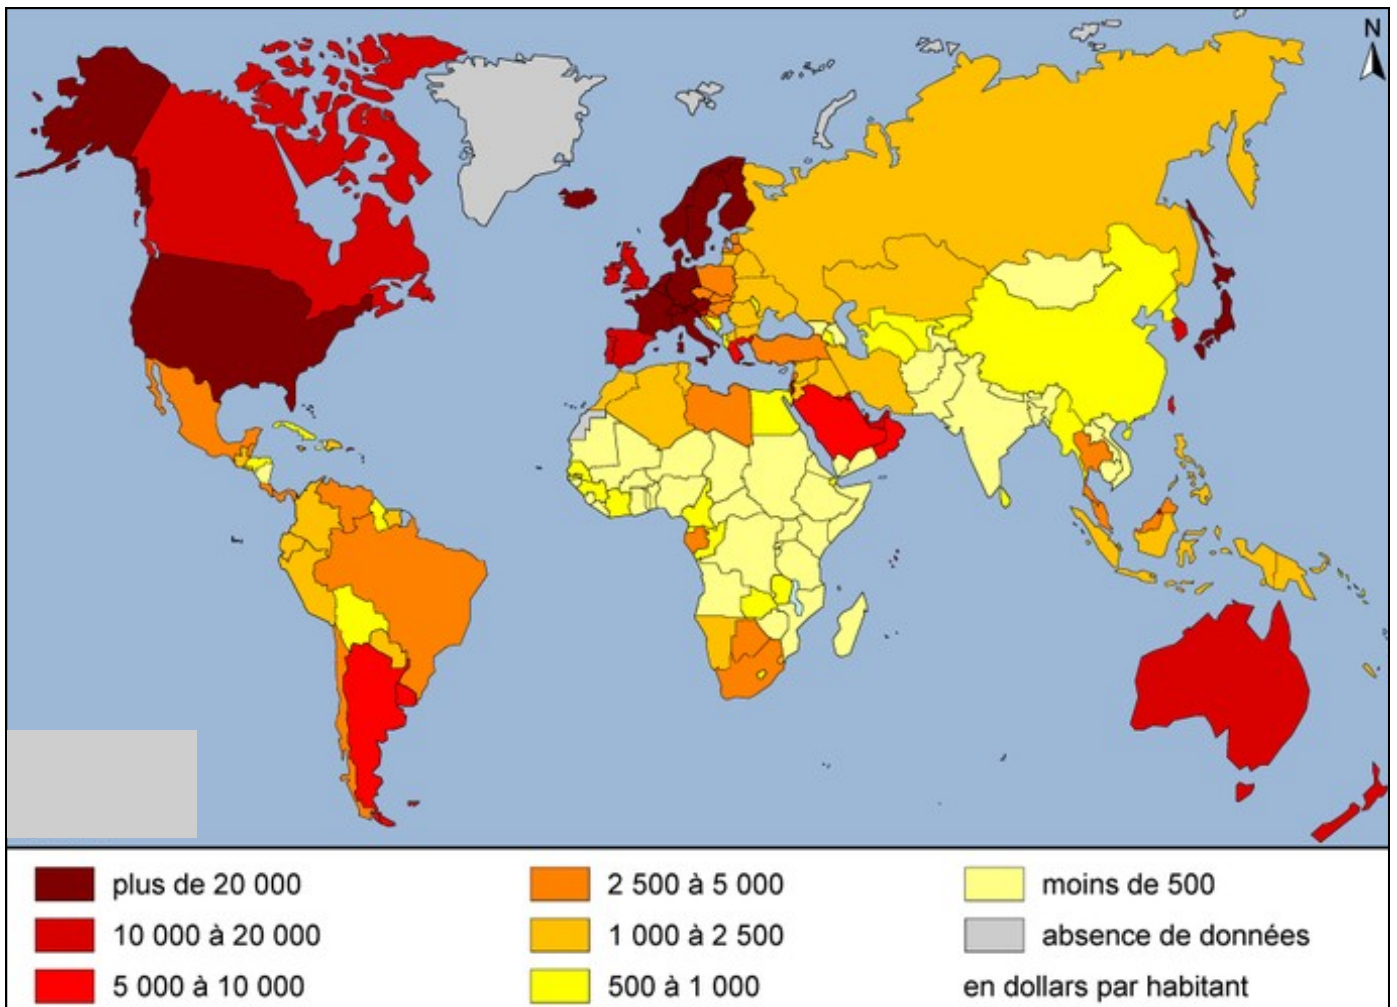 N
plus de 20 000
10 000 à 20 000
5 000 à 10 000
2 500 à 5 000
1 000 à 2 500
500 à 1 000
moins de 500
absence de données
en dollars par habitant